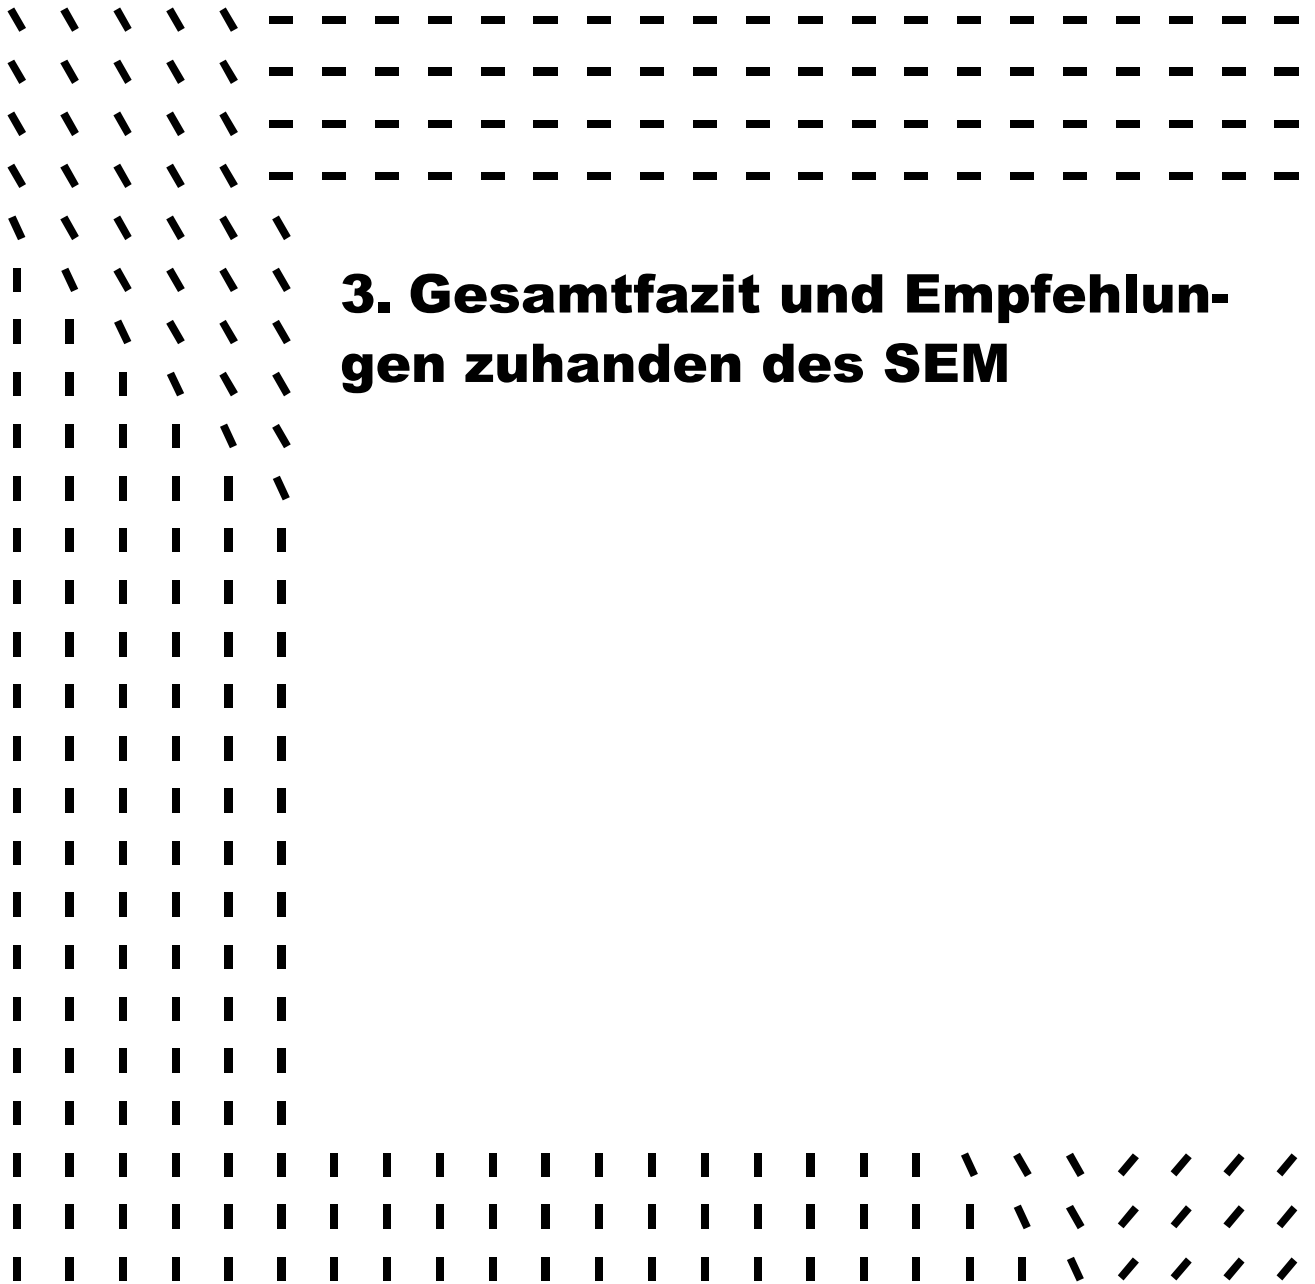 3. Gesamtfazit und Empfehlun-
gen zuhanden des SEM